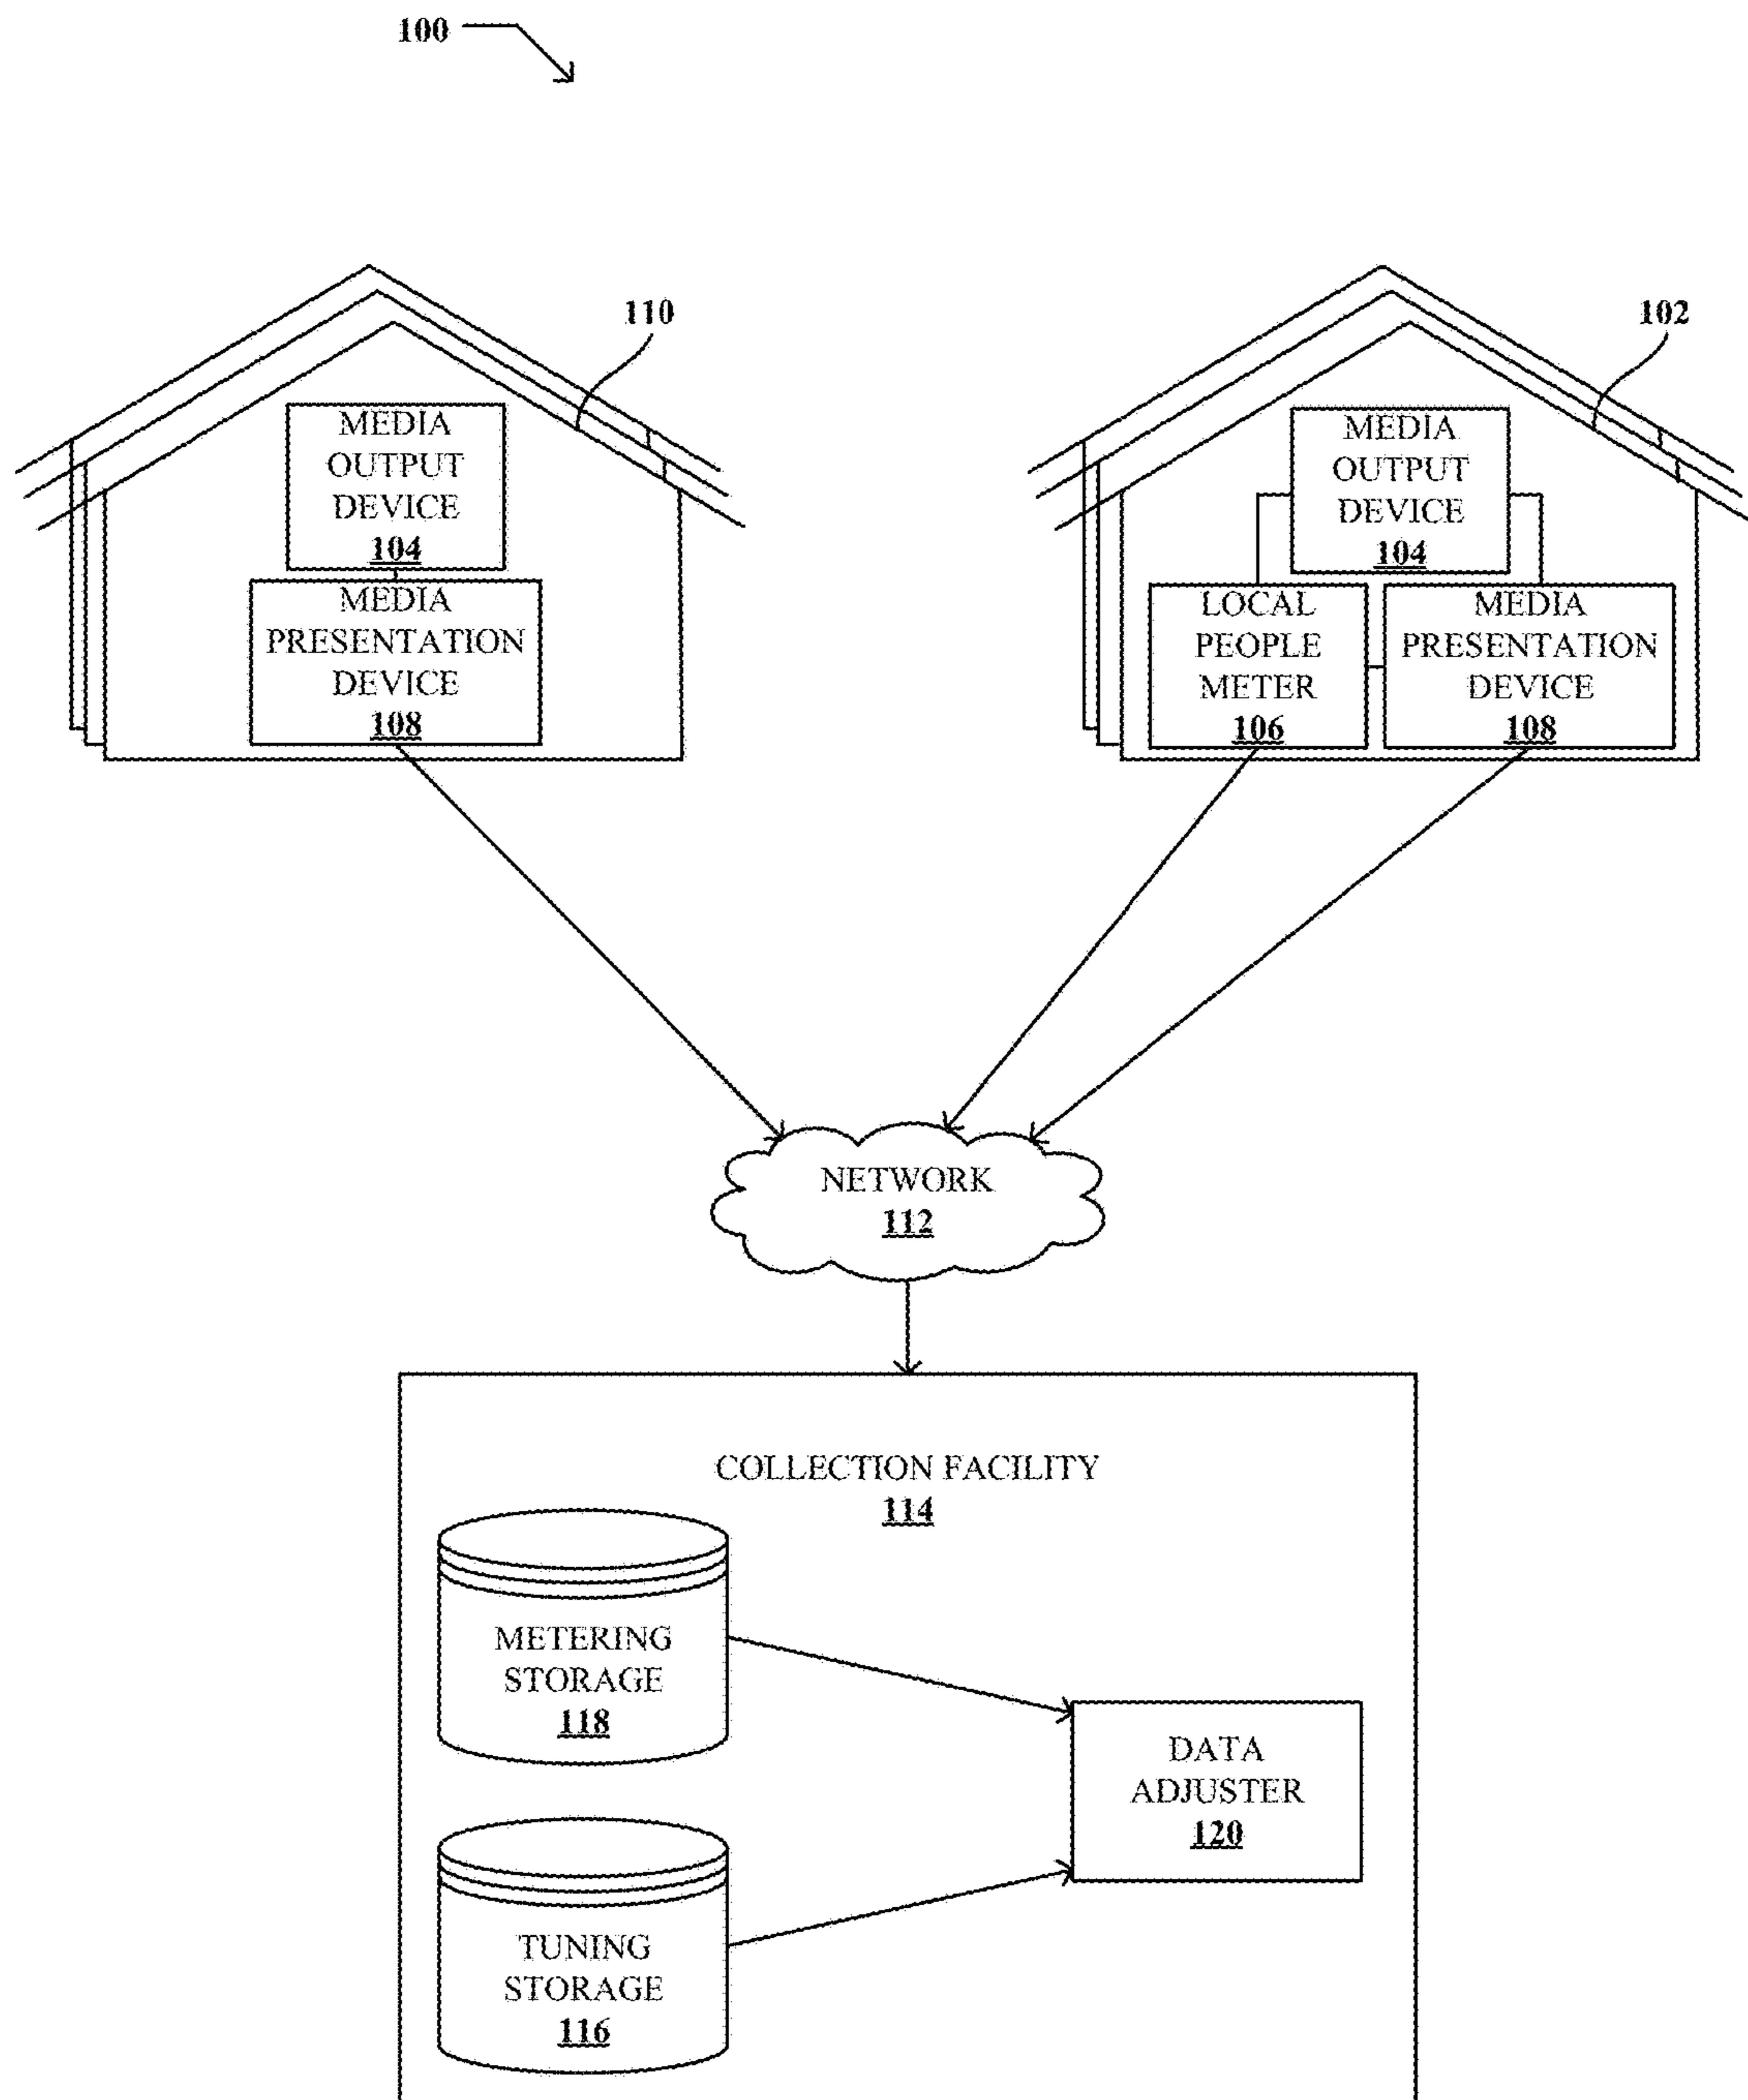 100
110
102
MEDIA
OUTPUT
DEVICE
104
MEDIA
PRESENTATION
DEVICE
108
MEDIA
OUTPUT
DEVICE
104
LOCAL
PEOPLE
METER
106
MEDIA
PRESENTATION
DEVICE
108
NETWORK
112
COLLECTION FACILITY
114
METERING
STORAGE
118
DATA
ADJUSTER
120
TUNING
STORAGE
116